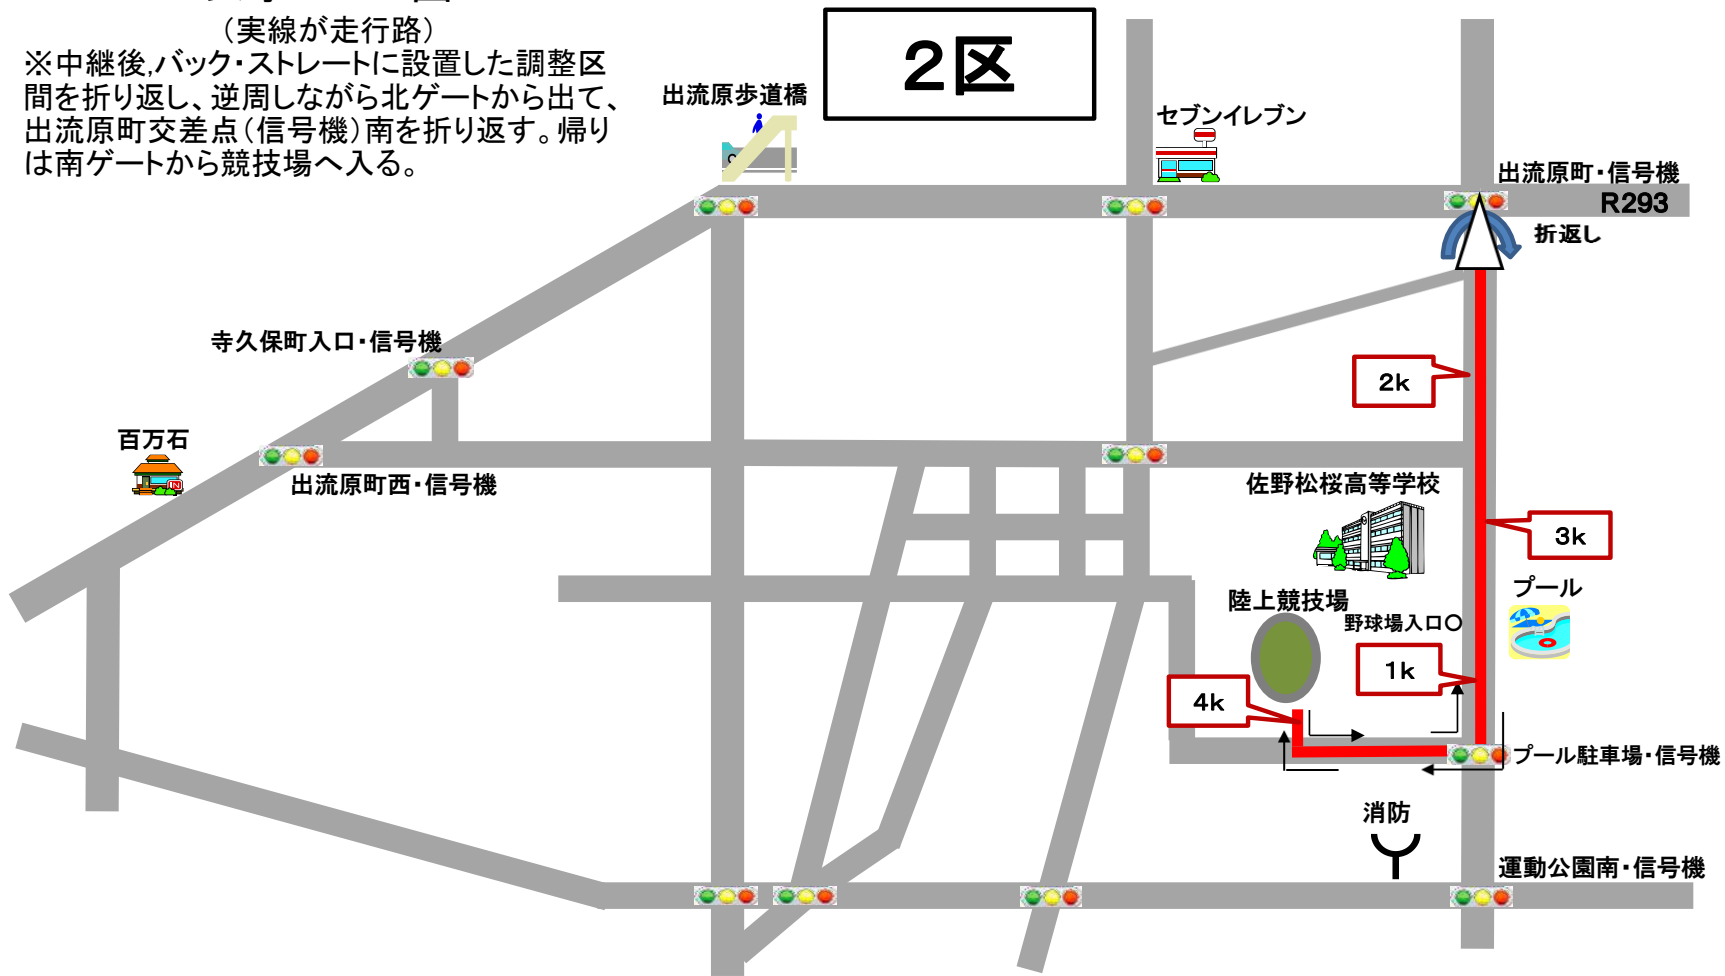 (実線が走行路)
※中継後,バック・ストレートに設置した調整区
間を折り返し、逆周しながら北ゲートから出て、
出流原町交差点(信号機)南を折り返す。帰り
は南ゲートから競技場へ入る。
2区
出流原歩道橋
セブンイレブン
出流原町・信号機
R293
折返し
寺久保町入口・信号機
2k
百万石
出流原町西・信号機
佐野松桜高等学校
3k
プール
陸上競技場
野球場入口〇
1k
4k
プール駐車場・信号機
消防
運動公園南・信号機